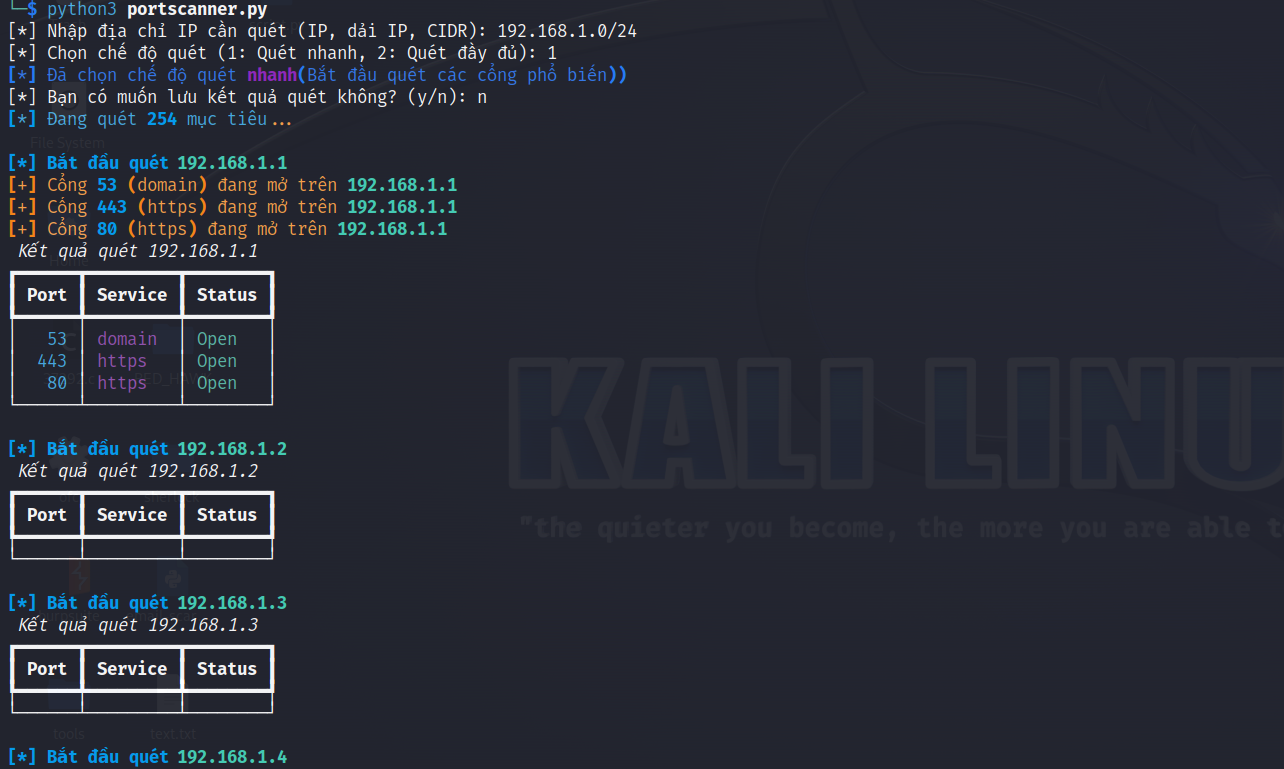 └─$ python3 portscanner.py
[*] Nhập địa chỉ IP cần quét (IP, dải IP, CIDR): 192.168.1.0/24
[*] Chọn chế độ quét (1: Quét nhanh, 2: Quét đầy đủ): 1
[*] Đã chọn chế độ quét nhanh(Bắt đầu quét các cổng phổ biến))
[*] Bạn có muốn lưu kết quả quét không? (y/n): n
[*] Đang quét 254 mục tiêu...
File System
[*] Bắt đầu quét 192.168.1.1
[+] Cổng 53 (domain) đang mở trên 192.168.1.1
[+] Cổng 443 (https) đang mở trên 192.168.1.1
[+] Cổng 80 (https) đang mở trên 192.168.1.1
Kết quả quét 192.168.1.1
Port Service Status
53 domain Open
443 https Open
80 https Open
KALI LINU
[*] Bắt đầu quét 192.168.1.2
Kết quả quét 192.168.1.2
Port Service Status
"the quieter you become, the more you are able t
[*] Bắt đầu quét 192.168.1.3
Kết quả quét 192.168.1.3
Port Service Status
tools text.txt
[*] Bắt đầu quét 192.168.1.4